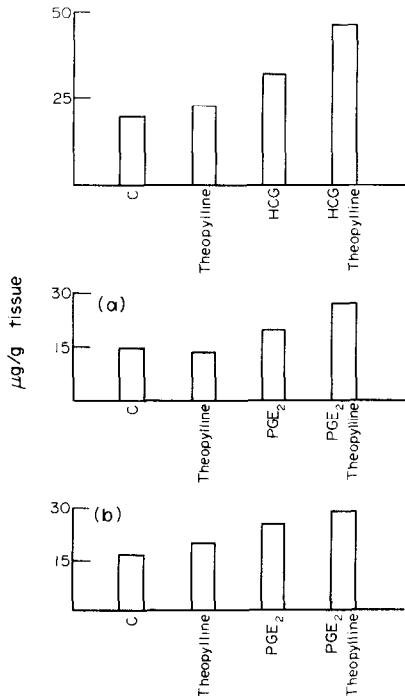 50
25
C
Theopylline
HCG
HCG
Theopylline
µg/g tissue
30
(a)
15
C
Theopylline
PGE2
PGE2
Theopylline
30
(b)
15
C
Theopylline
PGE2
PGE2
Theopylline